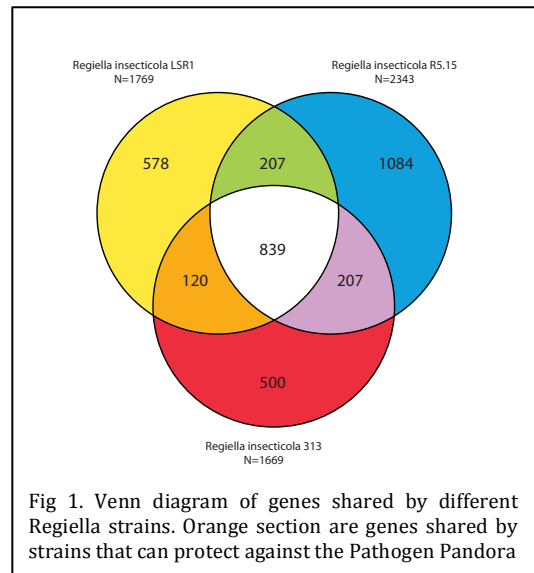 Regiella insecticola LSR1
N=1769
Regiella insecticola R5.15
N=2343
578
207
1084
839
120
207
500
Regiella insecticola 313
N=1669
Fig 1. Venn diagram of genes shared by different
Regiella strains. Orange section are genes shared by
strains that can protect against the Pathogen Pandora